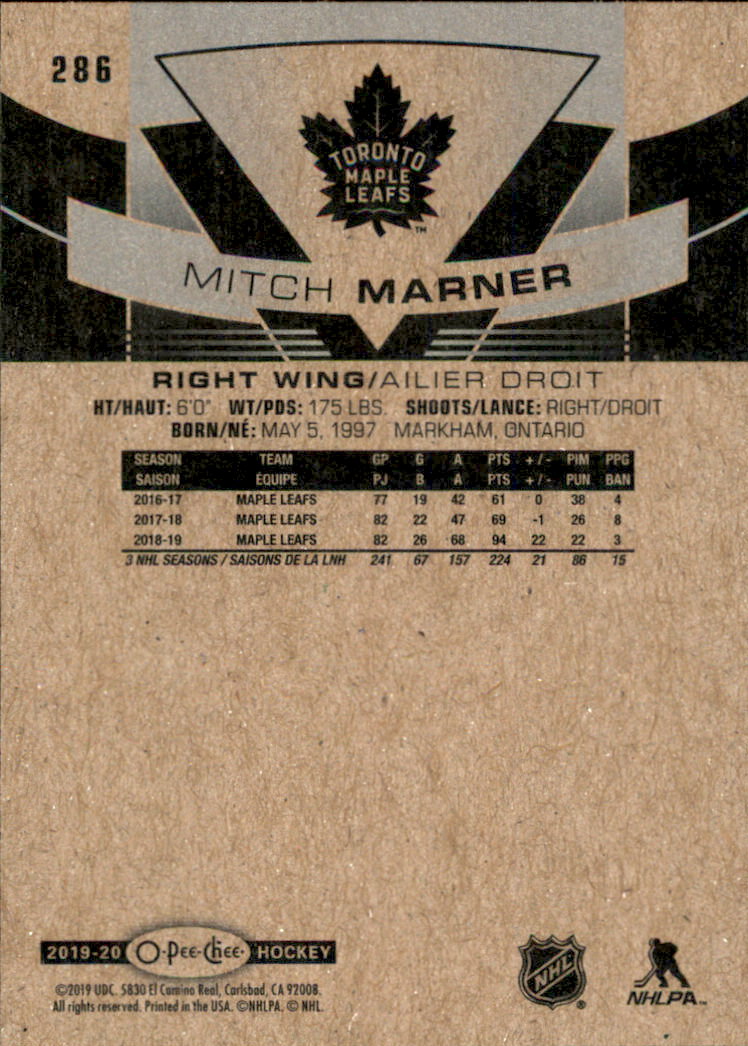 286
TORONTO
MAPLE
LEAFS
™
MITCH MARNER
RIGHT WING/AILIER DROIT
HT/HAUT: 6'0" WT/PDS: 175 LBS. SHOOTS/LANCE: RIGHT/DROIT
BORN/NÉ: MAY 5, 1997 MARKHAM, ONTARIO
SEASON TEAM GP G A PTS +/- PIM PPG
SAISON ÉQUIPE PJ B A PTS +/- PUN BAN
2016-17 MAPLE LEAFS 77 19 42 61 0 38 4
2017-18 MAPLE LEAFS 82 22 47 69 -1 26 8
2018-19 MAPLE LEAFS 82 26 68 94 22 22 3
3 NHL SEASONS / SAISONS DE LA LNH 241 67 157 224 21 86 15
2019-20 O-Pee-Chee HOCKEY
©2019 UDC. 5830 El Camino Real, Carlsbad, CA 92008.
All rights reserved. Printed in the USA. ©NHLPA. © NHL.
NHL ®
NHLPA™